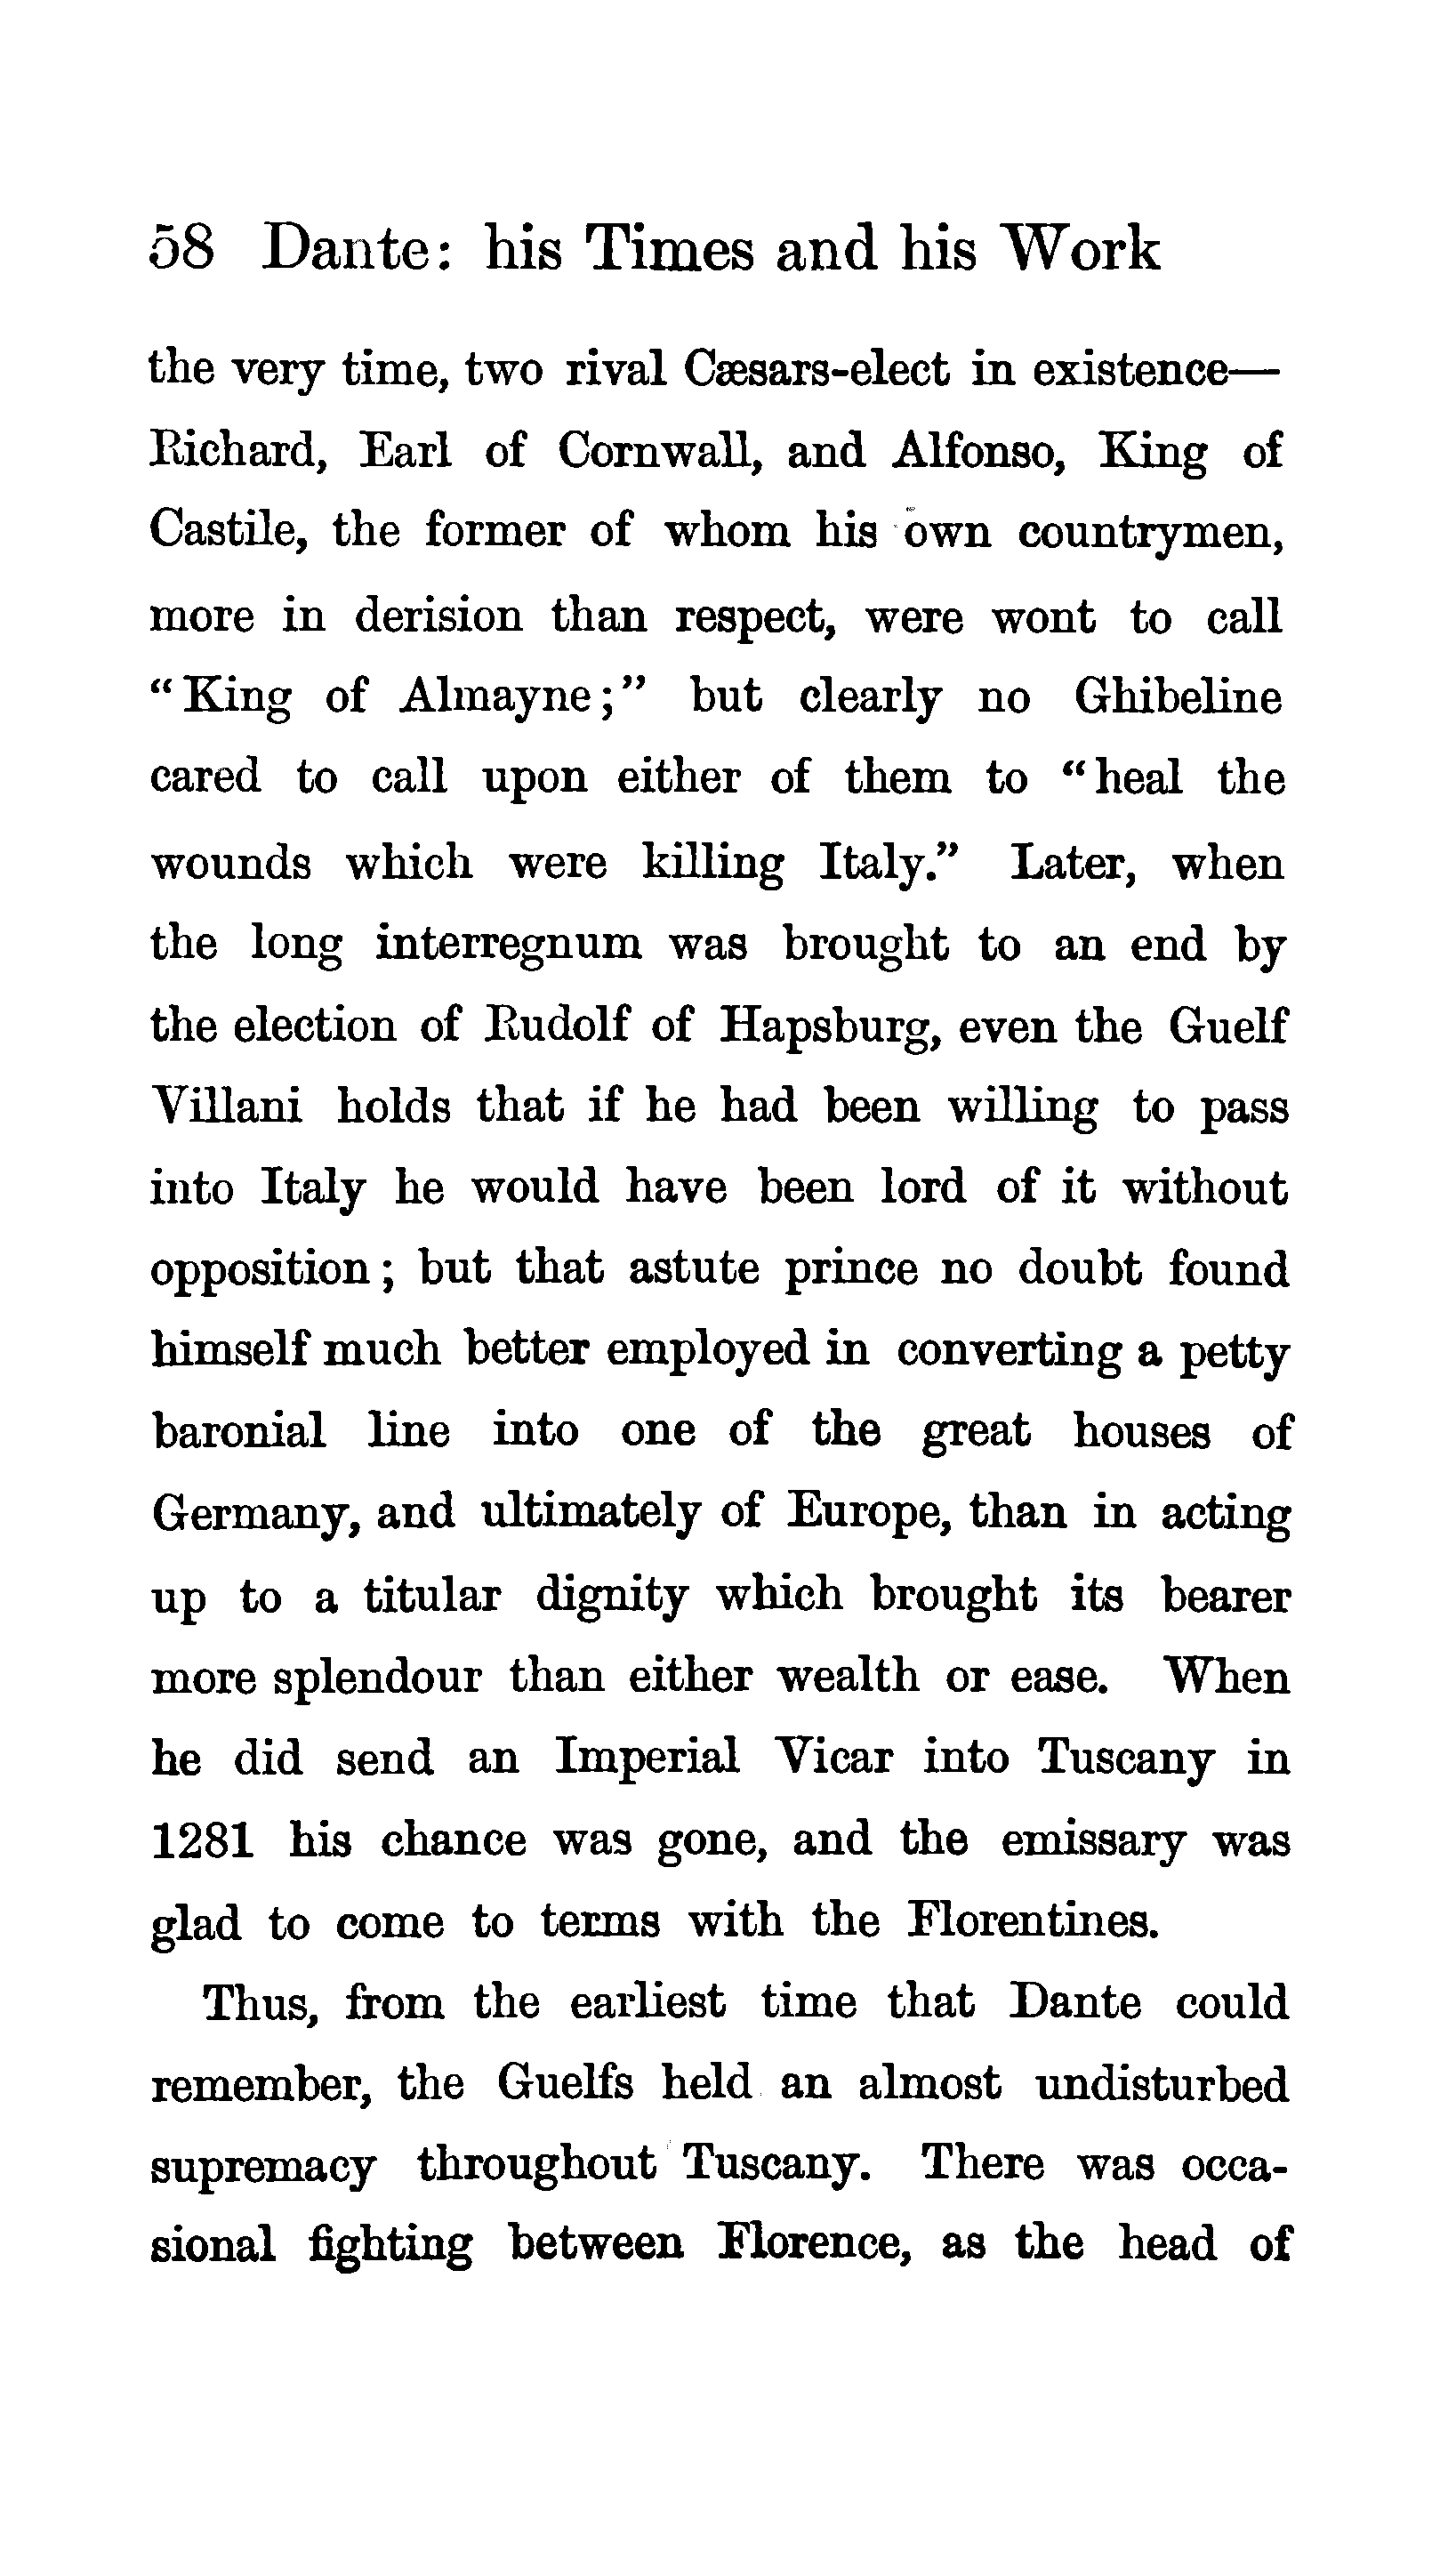 58 Dante: his Times and his Work
the very time, two rival Cæsars-elect in existence—
Richard, Earl of Cornwall, and Alfonso, King of
Castile, the former of whom his own countrymen,
more in derision than respect, were wont to call
“King of Almayne;” but clearly no Ghibeline
cared to call upon either of them to “heal the
wounds which were killing Italy.” Later, when
the long interregnum was brought to an end by
the election of Rudolf of Hapsburg, even the Guelf
Villani holds that if he had been willing to pass
into Italy he would have been lord of it without
opposition; but that astute prince no doubt found
himself much better employed in converting a petty
baronial line into one of the great houses of
Germany, and ultimately of Europe, than in acting
up to a titular dignity which brought its bearer
more splendour than either wealth or ease. When
he did send an Imperial Vicar into Tuscany in
1281 his chance was gone, and the emissary was
glad to come to terms with the Florentines.
Thus, from the earliest time that Dante could
remember, the Guelfs held an almost undisturbed
supremacy throughout Tuscany. There was occa-
sional fighting between Florence, as the head of